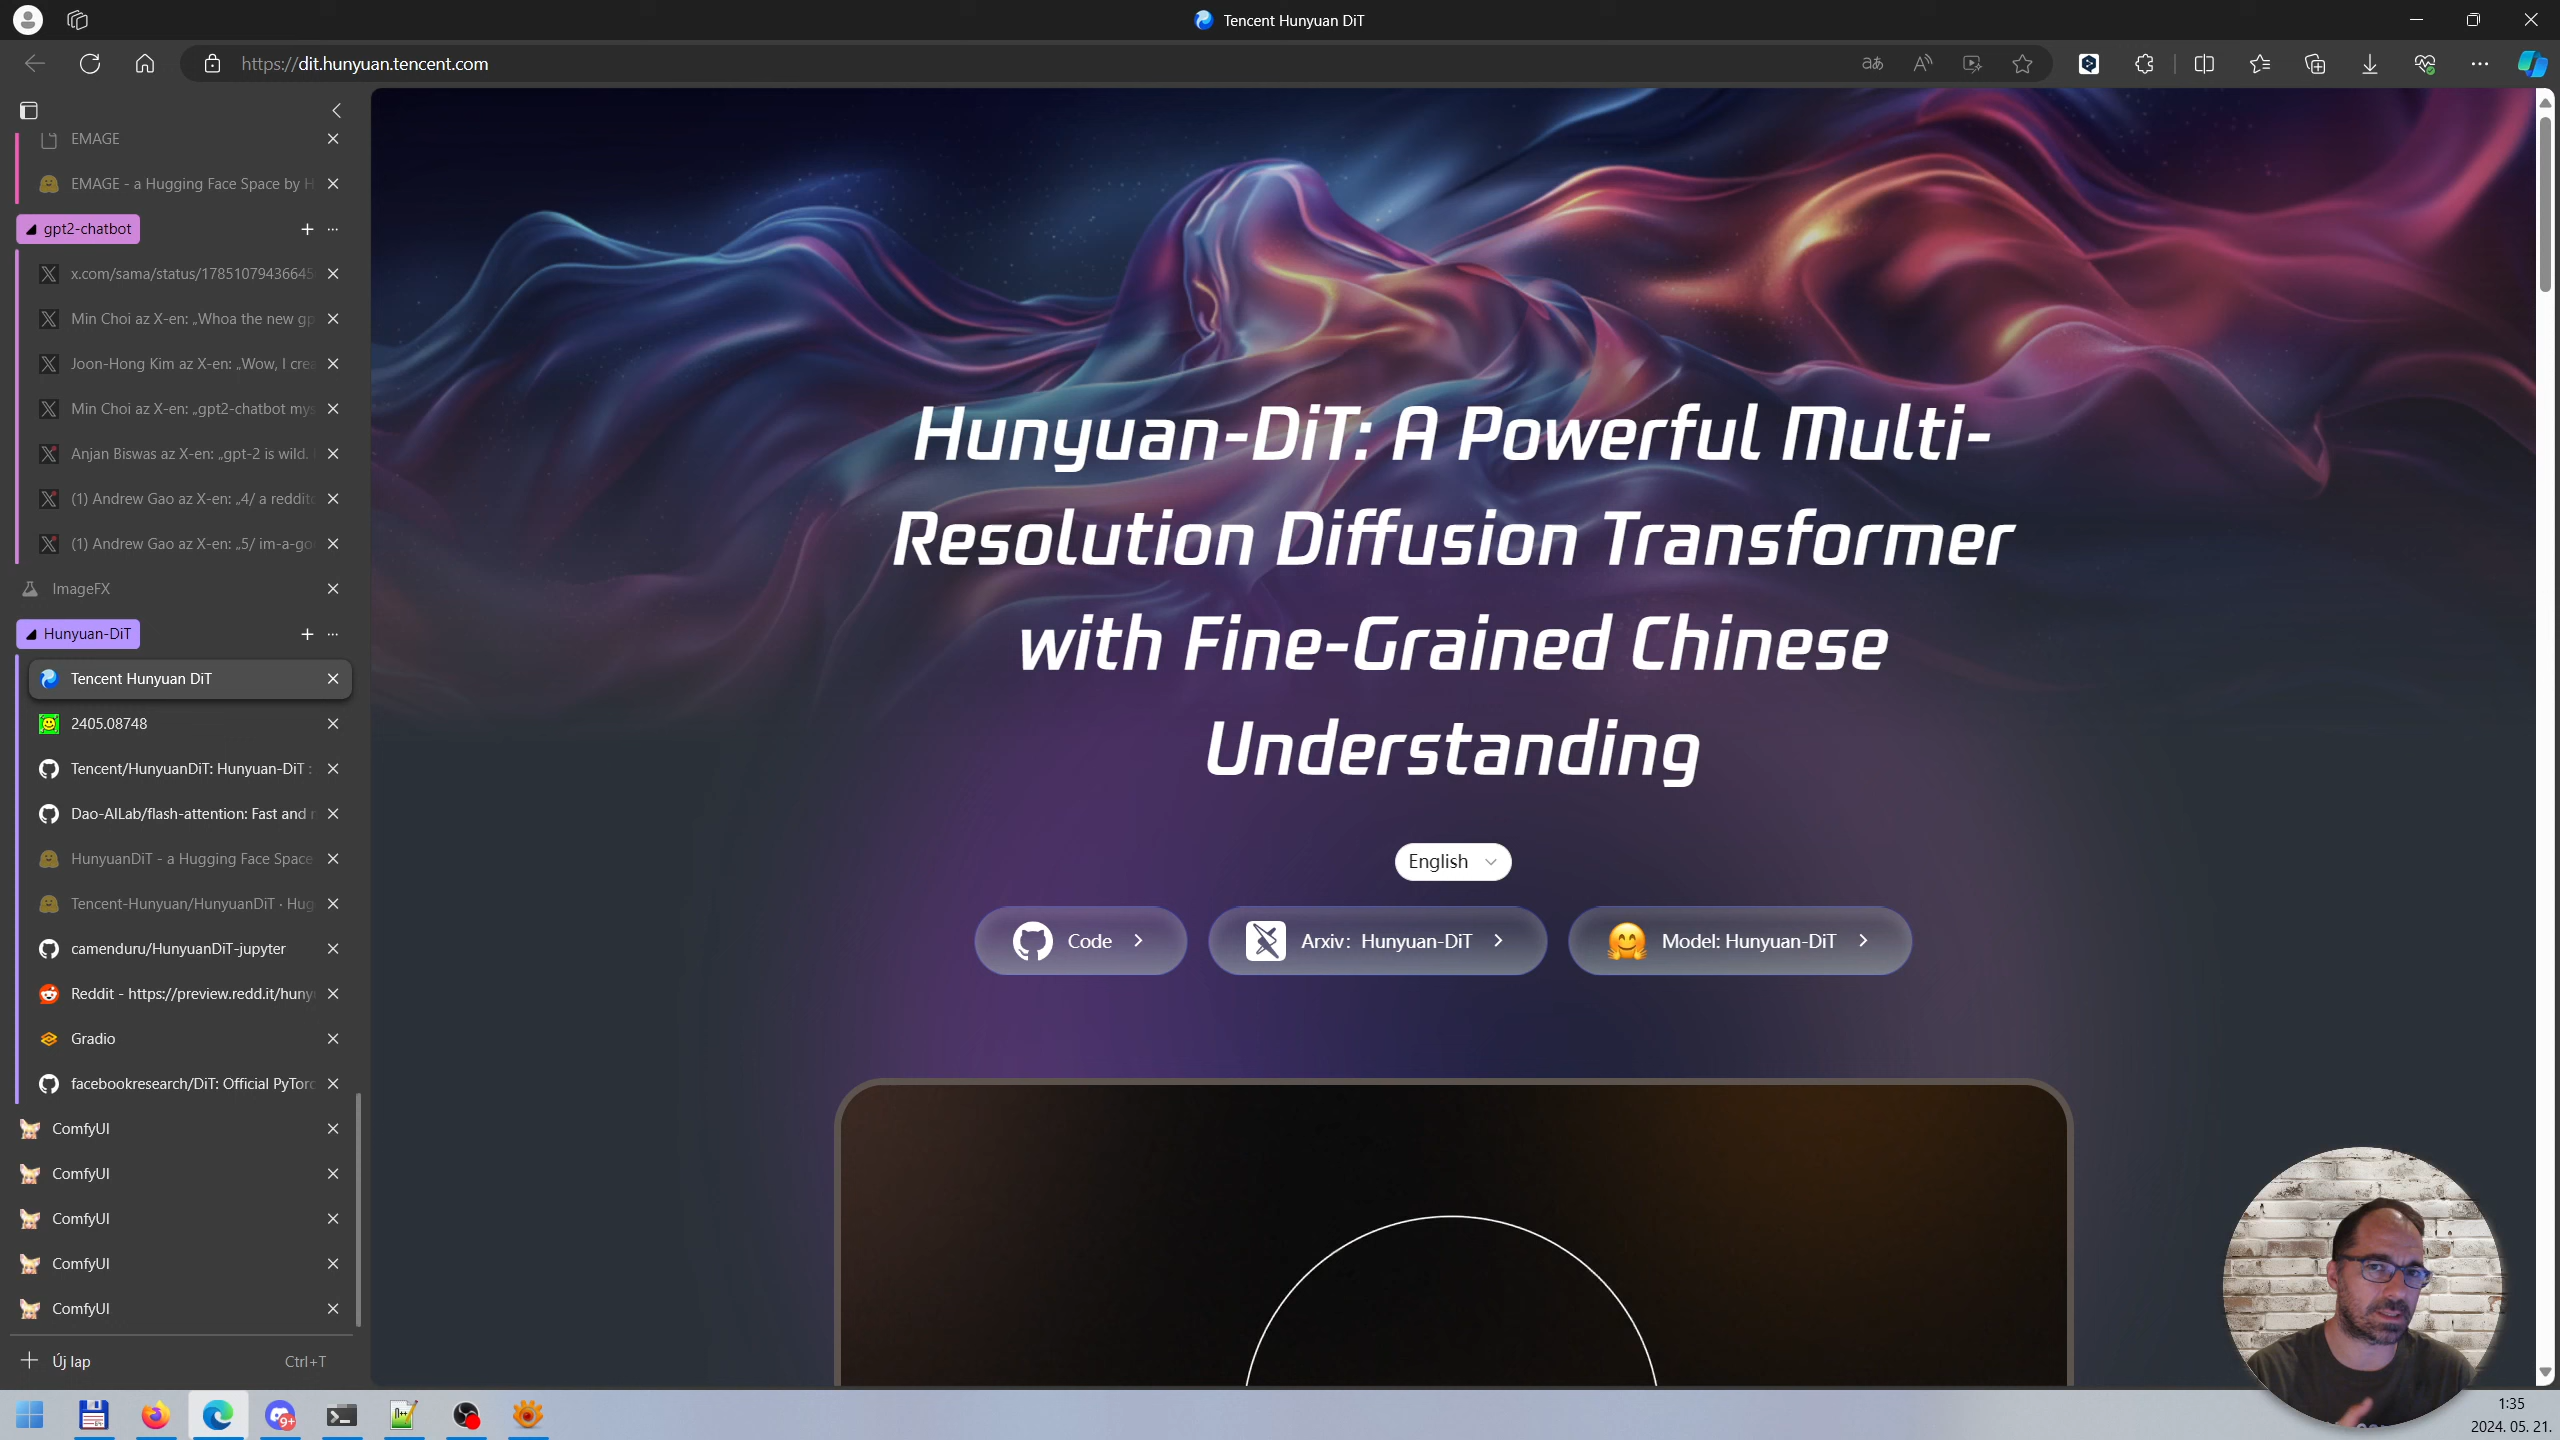 Tencent Hunyuan DiT
https://dit.hunyuan.tencent.com
EMAGE
EMAGE - a Hugging Face Space by H
gpt2-chatbot
x.com/sama/status/17851079436645
Min Choi az X-en: „Whoa the new gp
Joon-Hong Kim az X-en: „Wow, I crea
Min Choi az X-en: „gpt2-chatbot mys
Anjan Biswas az X-en: „gpt-2 is wild.
(1) Andrew Gao az X-en: „4/ a reddito
(1) Andrew Gao az X-en: „5/ im-a-go
ImageFX
Hunyuan-DiT
Tencent Hunyuan DiT
2405.08748
Tencent/HunyuanDiT: Hunyuan-DiT :
Dao-AILab/flash-attention: Fast and m
HunyuanDiT - a Hugging Face Space
Tencent-Hunyuan/HunyuanDiT · Hug
camenduru/HunyuanDiT-jupyter
Reddit - https://preview.redd.it/huny
Gradio
facebookresearch/DiT: Official PyTorc
ComfyUI
ComfyUI
ComfyUI
ComfyUI
ComfyUI
Új lap Ctrl+T
Hunyuan-DiT: A Powerful Multi-
Resolution Diffusion Transformer
with Fine-Grained Chinese
Understanding
English
Code
Arxiv: Hunyuan-DiT
Model: Hunyuan-DiT
9+
1:35
2024. 05. 21.